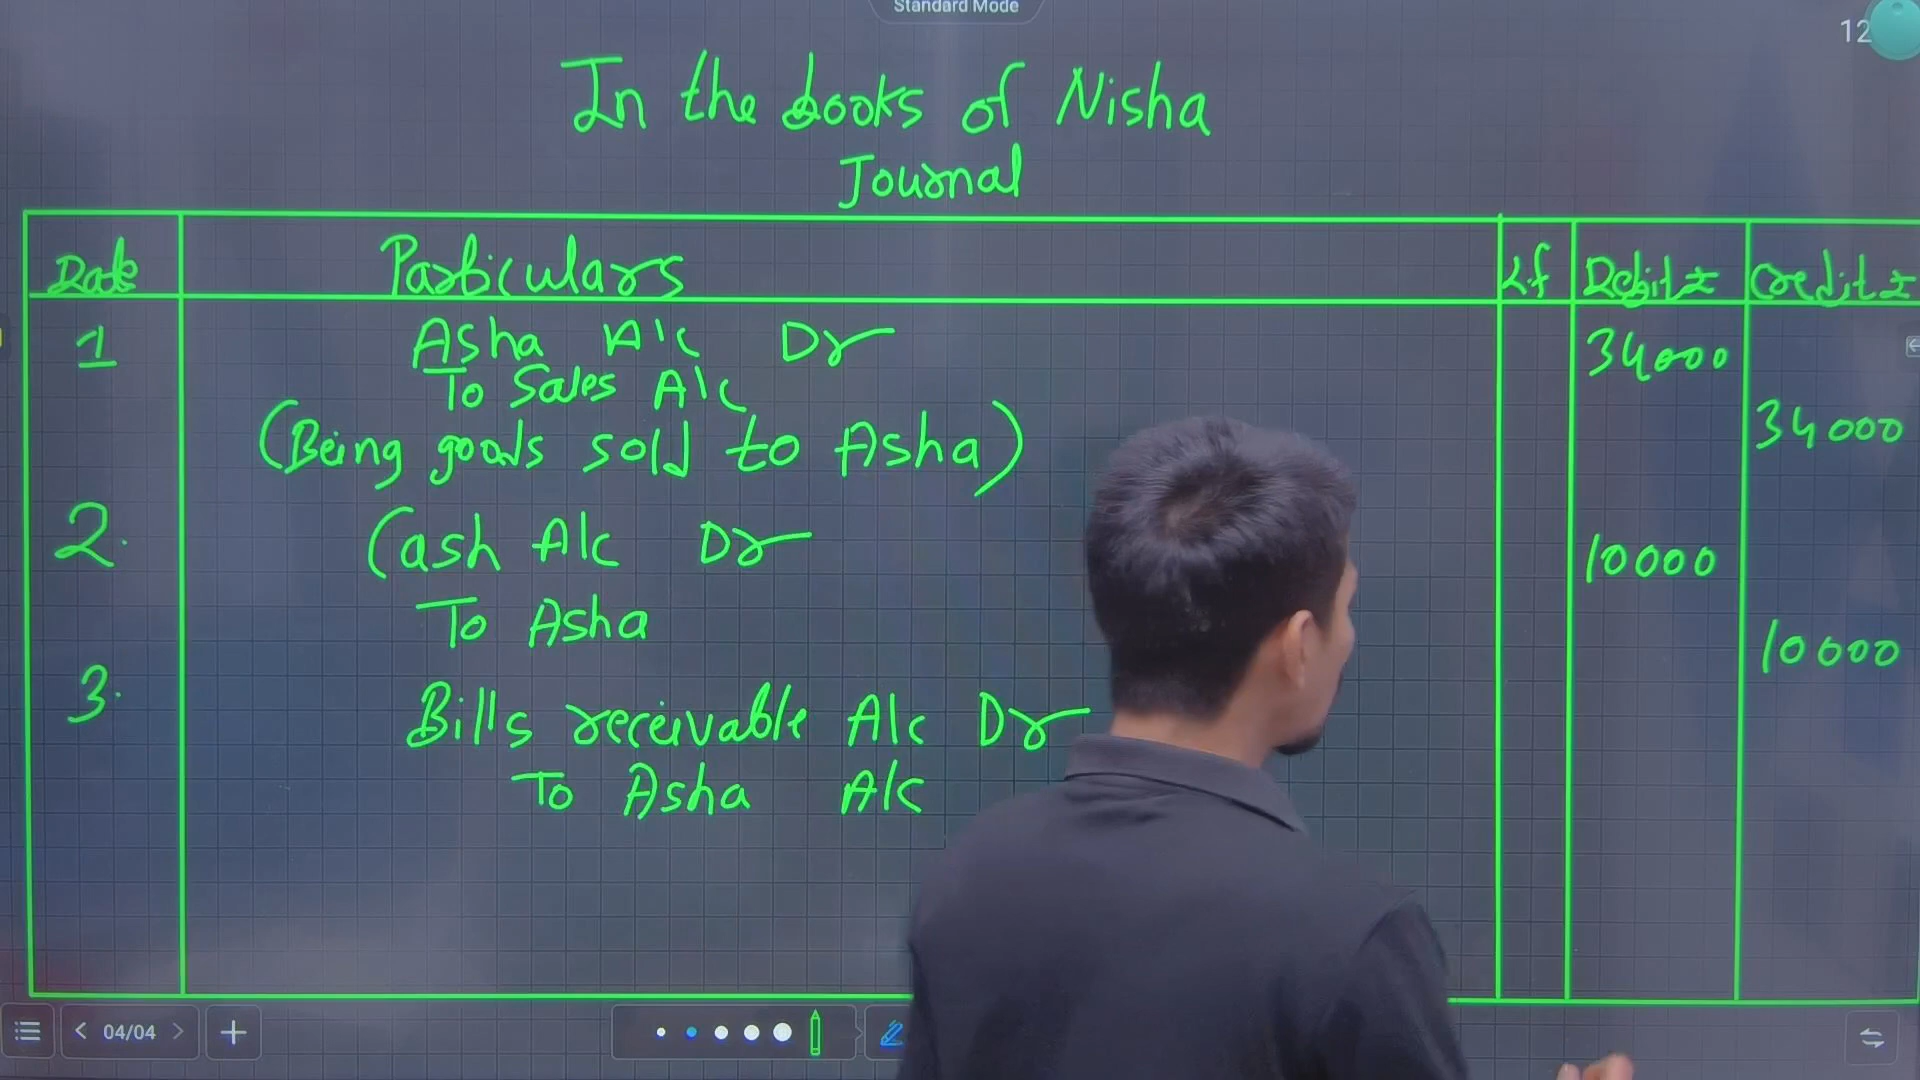 Standard Mode
12
In the books of Nisha
Journal
Date Particulars L.f Debit ₹ Credit ₹
1 Asha A/c Dr 34000
To Sales A/c 34000
(Being goods sold to Asha)
2. Cash A/c Dr 10000
To Asha 10000
3. Bills receivable A/c Dr
To Asha A/c
04/04